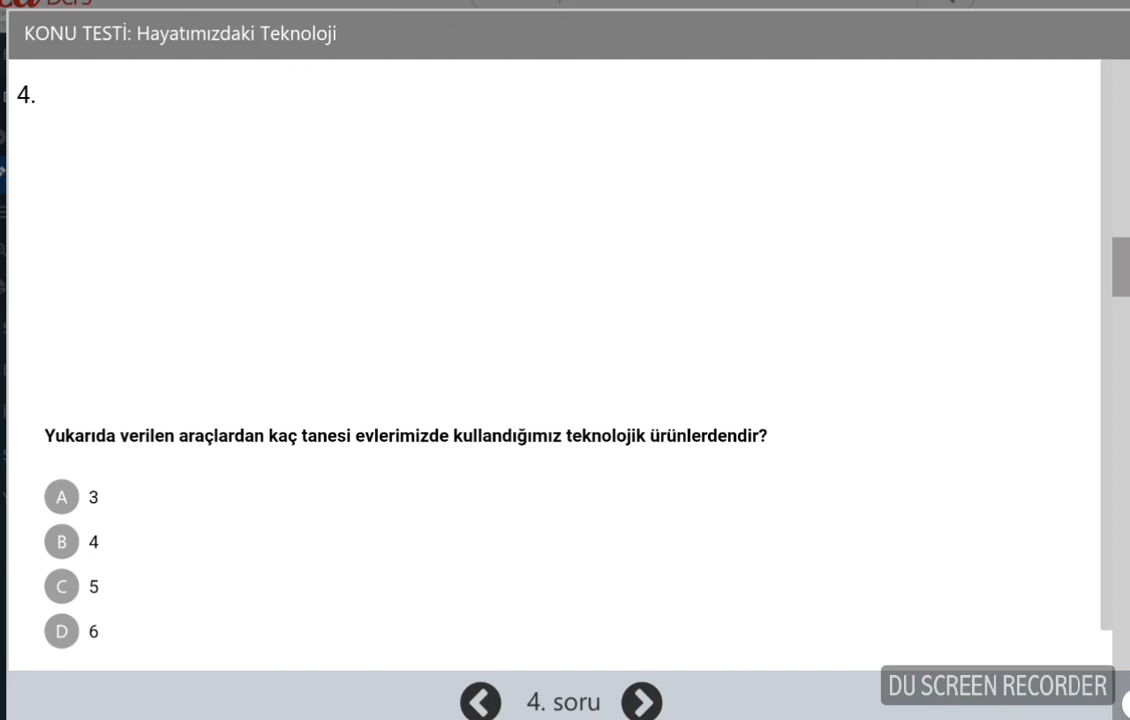 Ders
KONU TESTİ: Hayatımızdaki Teknoloji
4.
Yukarıda verilen araçlardan kaç tanesi evlerimizde kullandığımız teknolojik ürünlerdendir?
A 3
B 4
C 5
D 6
4. soru
DU SCREEN RECORDER